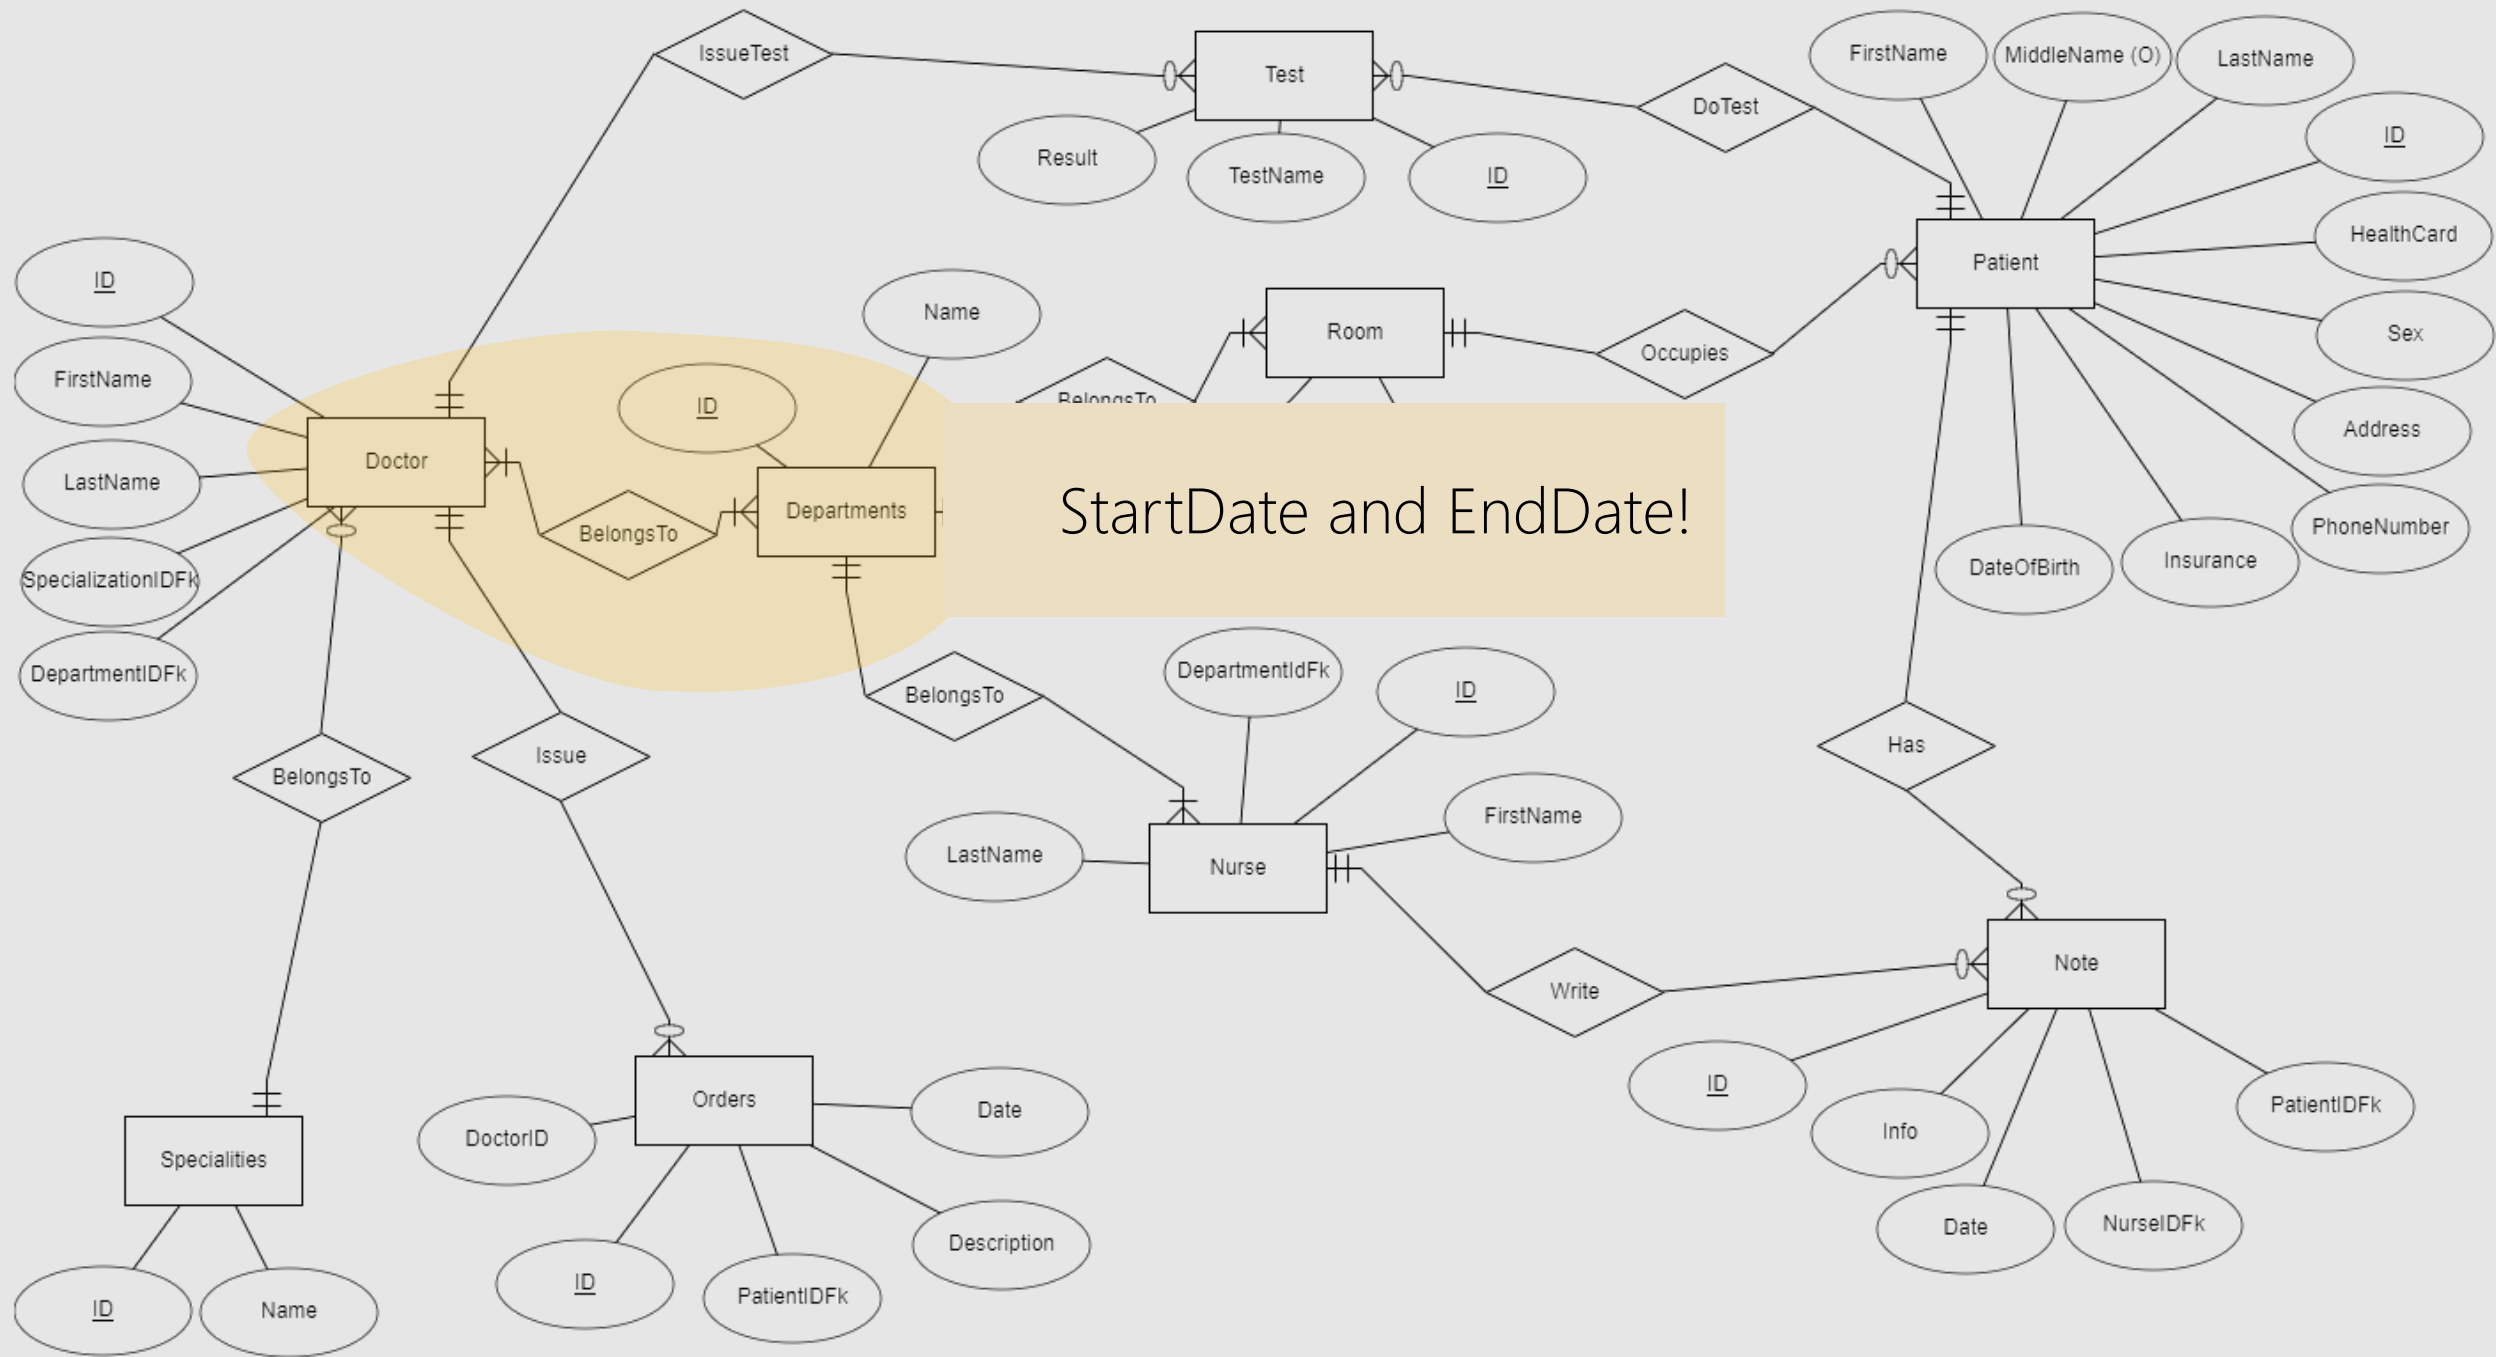 IssueTest
Test
FirstName
MiddleName (O)
LastName
DoTest
ID
Result
TestName
ID
HealthCard
Patient
ID
Name
Room
Sex
Occupies
FirstName
ID
BelongsTo
Address
Doctor
LastName
Departments
StartDate and EndDate!
BelongsTo
PhoneNumber
DateOfBirth
Insurance
SpecializationIDFk
DepartmentIDFk
DepartmentIdFk
ID
BelongsTo
Has
Issue
BelongsTo
FirstName
LastName
Nurse
Note
Write
Orders
Date
ID
PatientIDFk
DoctorID
Info
Specialities
Date
NurseIDFk
Description
ID
PatientIDFk
ID
Name